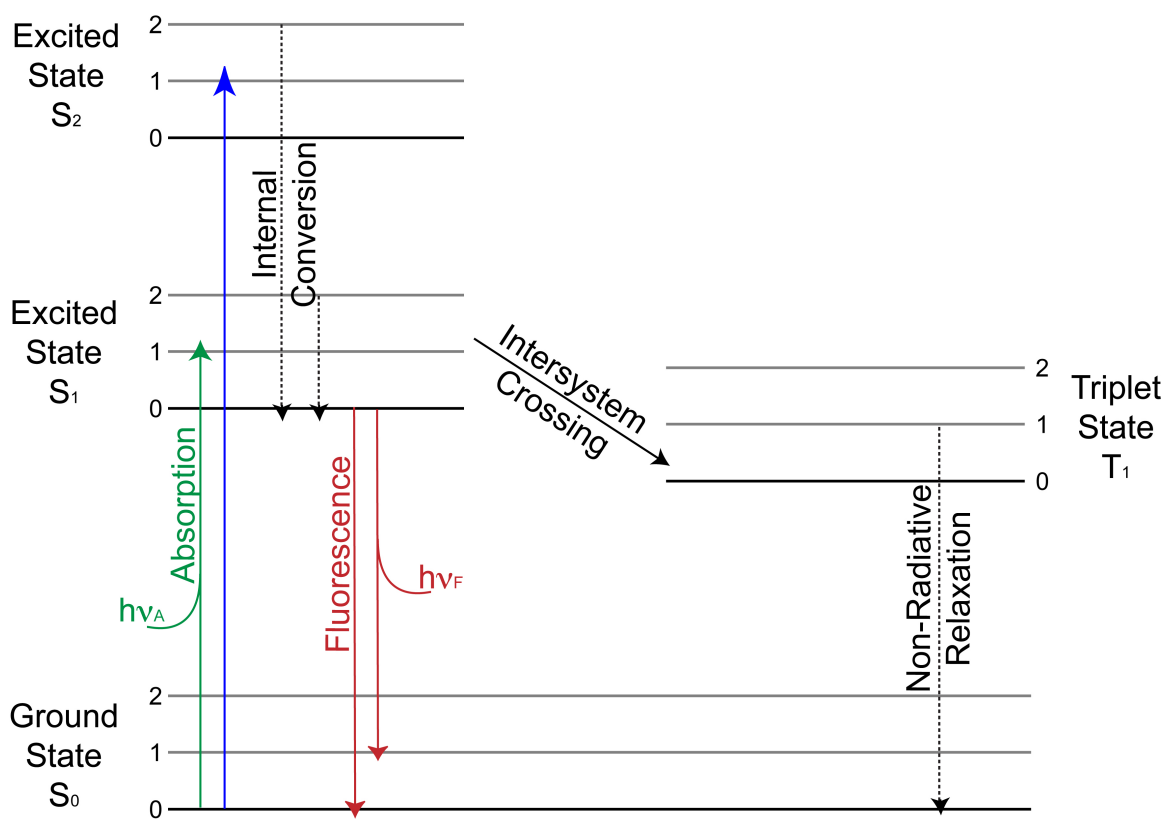 Excited
State
S₂
2
1
0
Internal
Conversion
Excited
State
S₁
2
1
0
Intersystem
Crossing
2
1
0
Triplet
State
T₁
Absorption
hνA
Fluorescence
hνF
Non-Radiative
Relaxation
Ground
State
S₀
2
1
0